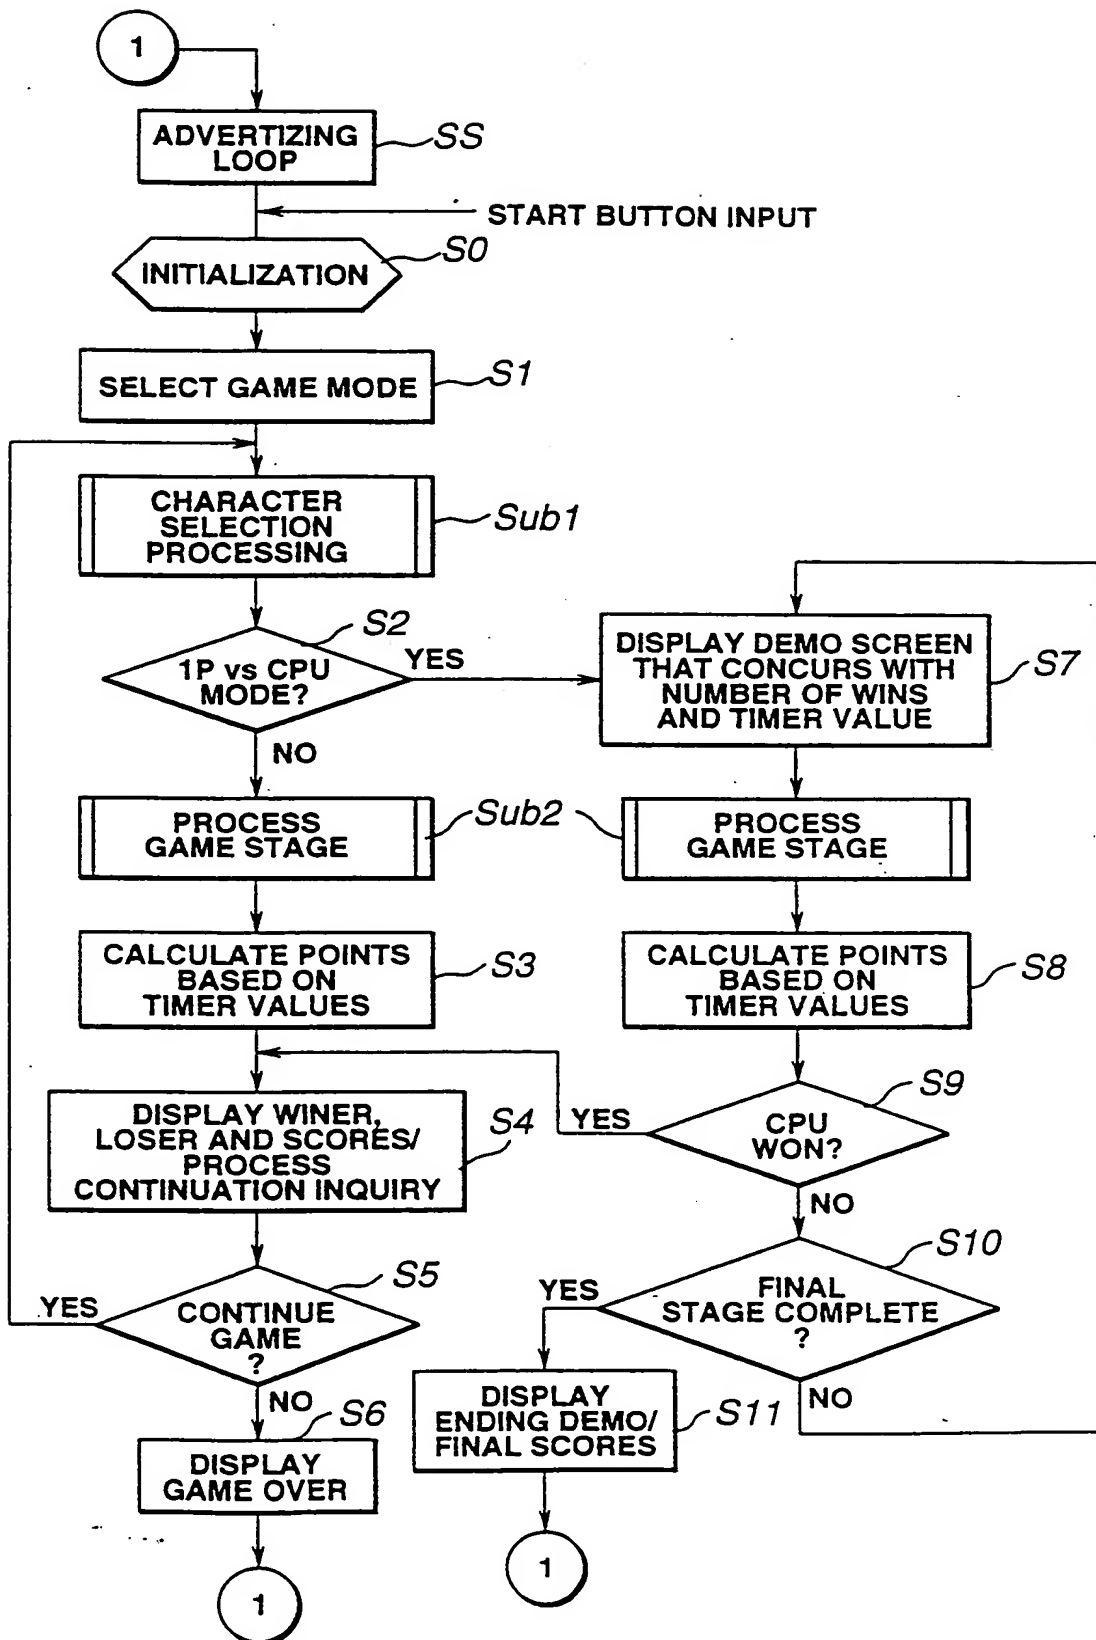 1
ADVERTIZING
LOOP
SS
START BUTTON INPUT
INITIALIZATION
S0
SELECT GAME MODE
S1
CHARACTER
SELECTION
PROCESSING
Sub1
1P vs CPU
MODE?
S2
YES
NO
DISPLAY DEMO SCREEN
THAT CONCURS WITH
NUMBER OF WINS
AND TIMER VALUE
S7
PROCESS
GAME STAGE
Sub2
PROCESS
GAME STAGE
CALCULATE POINTS
BASED ON
TIMER VALUES
S3
CALCULATE POINTS
BASED ON
TIMER VALUES
S8
DISPLAY WINER,
LOSER AND SCORES/
PROCESS
CONTINUATION INQUIRY
S4
YES
CPU
WON?
S9
NO
CONTINUE
GAME
?
S5
YES
NO
FINAL
STAGE COMPLETE
?
S10
YES
NO
DISPLAY
GAME OVER
S6
DISPLAY
ENDING DEMO/
FINAL SCORES
S11
1
1